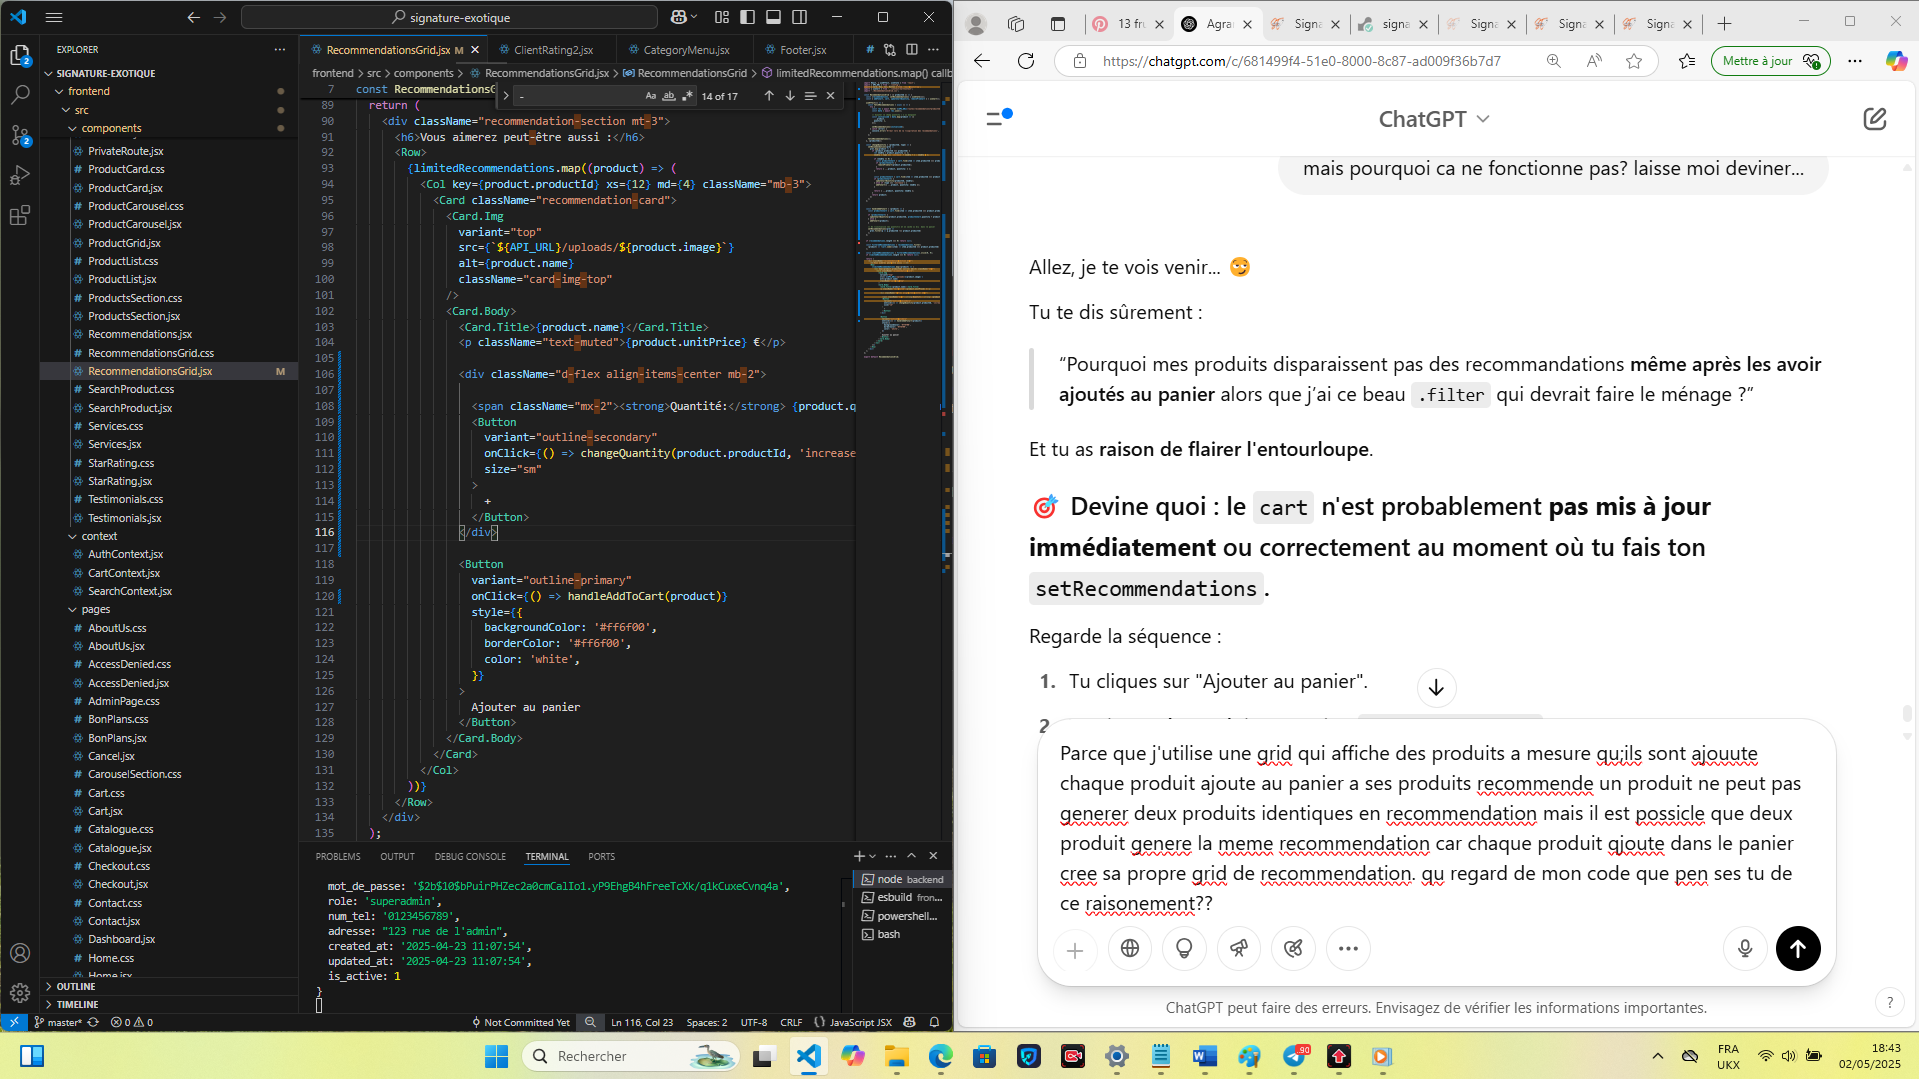 signature-exotique
EXPLORER
SIGNATURE-EXOTIQUE
frontend
src
components
PrivateRoute.jsx
ProductCard.css
ProductCard.jsx
ProductCarousel.css
ProductCarousel.jsx
ProductGrid.jsx
ProductList.css
ProductList.jsx
ProductsSection.css
ProductsSection.jsx
Recommendations.jsx
RecommendationsGrid.css
RecommendationsGrid.jsx M
SearchProduct.css
SearchProduct.jsx
Services.css
Services.jsx
StarRating.css
StarRating.jsx
Testimonials.css
Testimonials.jsx
context
AuthContext.jsx
CartContext.jsx
SearchContext.jsx
pages
AboutUs.css
AboutUs.jsx
AccessDenied.css
AccessDenied.jsx
AdminPage.css
BonPlans.css
BonPlans.jsx
Cancel.jsx
CarouselSection.css
Cart.css
Cart.jsx
Catalogue.css
Catalogue.jsx
Checkout.css
Checkout.jsx
Contact.css
Contact.jsx
Dashboard.jsx
Home.css
Home.jsx
OUTLINE
TIMELINE
RecommendationsGrid.jsx M
ClientRating2.jsx
CategoryMenu.jsx
Footer.jsx
frontend > src > components > RecommendationsGrid.jsx > RecommendationsGrid > limitedRecommendations.map() callb
7 const RecommendationsG
- Aa ab 14 of 17
89 return (
90 <div className="recommendation-section mt-3">
91 <h6>Vous aimerez peut-être aussi :</h6>
92 <Row>
93 {limitedRecommendations.map((product) => (
94 <Col key={product.productId} xs={12} md={4} className="mb-3">
95 <Card className="recommendation-card">
96 <Card.Img
97 variant="top"
98 src={`${API_URL}/uploads/${product.image}`}
99 alt={product.name}
100 className="card-img-top"
101 />
102 <Card.Body>
103 <Card.Title>{product.name}</Card.Title>
104 <p className="text-muted">{product.unitPrice} €</p>
105
106 <div className="d-flex align-items-center mb-2">
107
108 <span className="mx-2"><strong>Quantité:</strong> {product.q
109 <Button
110 variant="outline-secondary"
111 onClick={() => changeQuantity(product.productId, 'increase
112 size="sm"
113 >
114 +
115 </Button>
116 </div>
117
118 <Button
119 variant="outline-primary"
120 onClick={() => handleAddToCart(product)}
121 style={{
122 backgroundColor: '#ff6f00',
123 borderColor: '#ff6f00',
124 color: 'white',
125 }}
126 >
127 Ajouter au panier
128 </Button>
129 </Card.Body>
130 </Card>
131 </Col>
132 ))}
133 </Row>
134 </div>
135 );
PROBLEMS OUTPUT DEBUG CONSOLE TERMINAL PORTS
mot_de_passe: '$2b$10$bPuirPHZec2a0cmCalIo1.yP9EhgB4hFreeTcXk/q1kCuxeCvnq4a',
role: 'superadmin',
num_tel: '0123456789',
adresse: "123 rue de l'admin",
created_at: '2025-04-23 11:07:54',
updated_at: '2025-04-23 11:07:54',
is_active: 1
}
node backend
esbuild fron...
powershell...
bash
master* 0 0 Not Committed Yet Ln 116, Col 23 Spaces: 2 UTF-8 CRLF JavaScript JSX
13 fru
Agran
Signa
signa
Signa
Signa
Signa
https://chatgpt.com/c/681499f4-51e0-8000-8c87-ad009f36b7d7
Mettre à jour
ChatGPT
mais pourquoi ca ne fonctionne pas? laisse moi deviner...
Allez, je te vois venir... 😏
Tu te dis sûrement :
“Pourquoi mes produits disparaissent pas des recommandations même après les avoir
ajoutés au panier alors que j’ai ce beau .filter qui devrait faire le ménage ?”
Et tu as raison de flairer l'entourloupe.
🎯 Devine quoi : le cart n'est probablement pas mis à jour
immédiatement ou correctement au moment où tu fais ton
setRecommendations.
Regarde la séquence :
1. Tu cliques sur "Ajouter au panier".
2
Parce que j'utilise une grid qui affiche des produits a mesure qu;ils sont ajouute
chaque produit ajoute au panier a ses produits recommende un produit ne peut pas
generer deux produits identiques en recommendation mais il est possicle que deux
produit genere la meme recommendation car chaque produit qjoute dans le panier
cree sa propre grid de recommendation. qu regard de mon code que pen ses tu de
ce raisonement??
ChatGPT peut faire des erreurs. Envisagez de vérifier les informations importantes.
?
Rechercher
90
FRA
UKX
18:43
02/05/2025